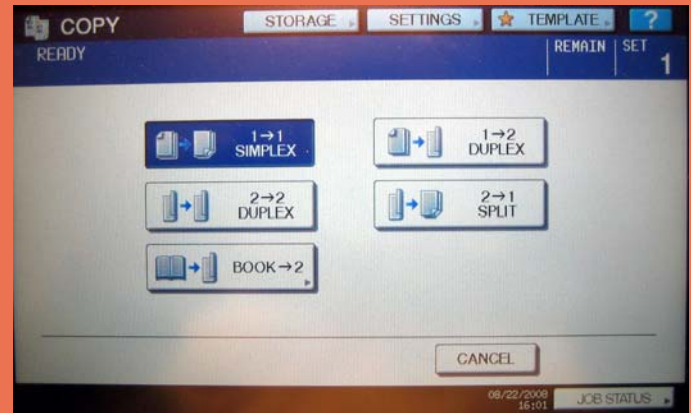 COPY
STORAGE
SETTINGS
TEMPLATE
?
READY
REMAIN
SET
1
1→1
SIMPLEX
1→2
DUPLEX
2→2
DUPLEX
2→1
SPLIT
BOOK→2
CANCEL
08/22/2008
16:01
JOB STATUS